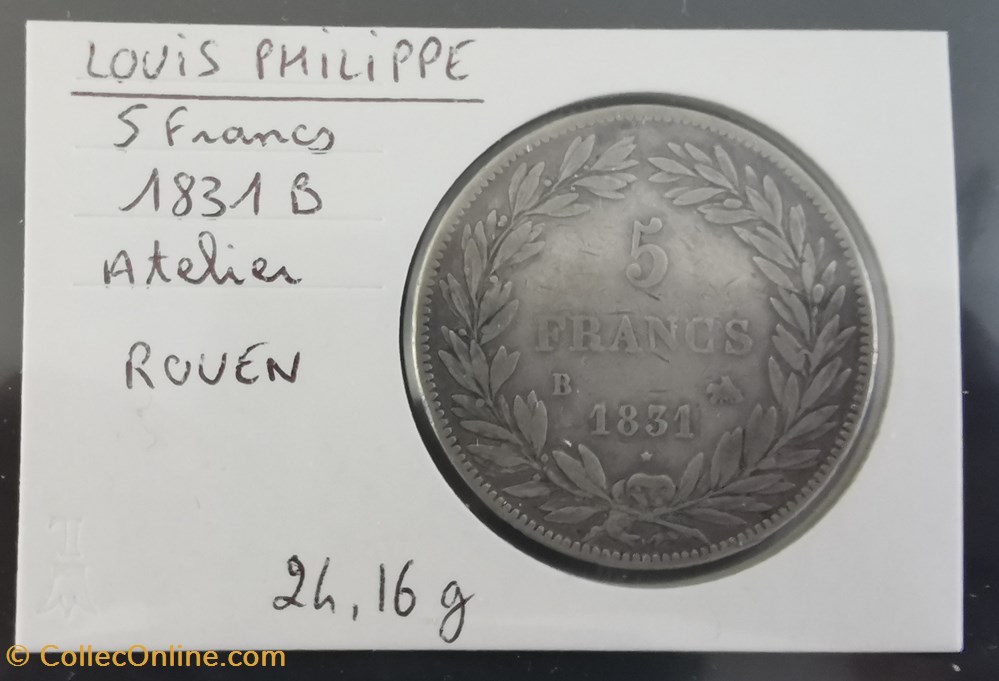 LOUIS PHILIPPE
5 Francs
1831 B
Atelier
ROUEN
24,16 g
5
FRANCS
B.
1831
© CollecOnline.com